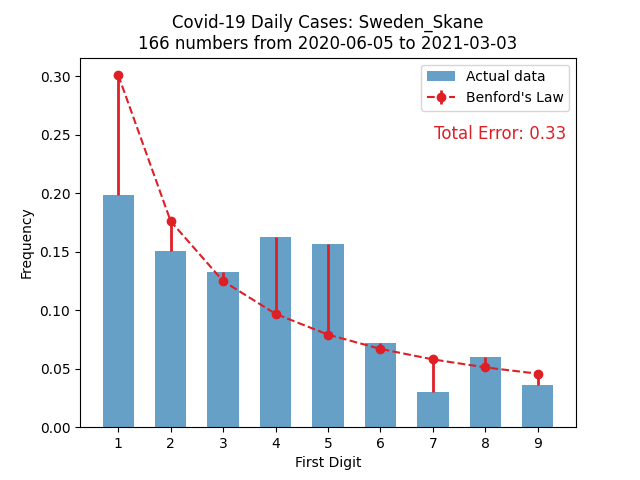 Covid-19 Daily Cases: Sweden_Skane
166 numbers from 2020-06-05 to 2021-03-03
Actual data
Benford's Law
Total Error: 0.33
Frequency
0.30
0.25
0.20
0.15
0.10
0.05
0.00
1 2 3 4 5 6 7 8 9
First Digit